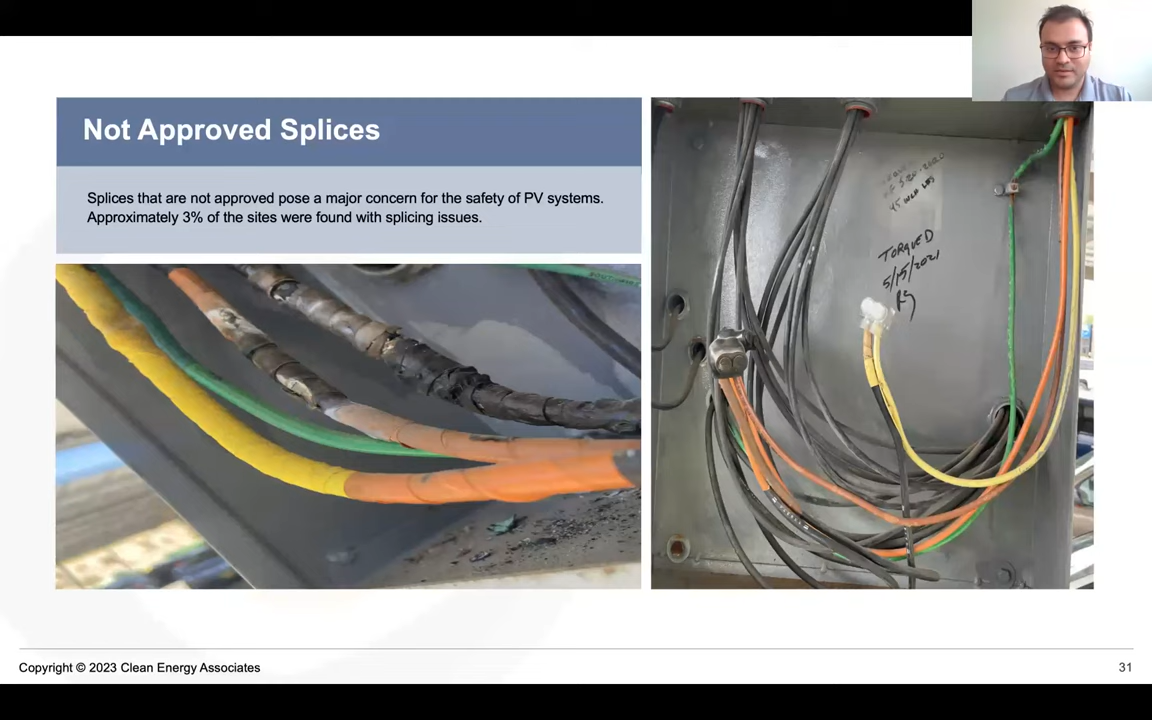 Not Approved Splices
Splices that are not approved pose a major concern for the safety of PV systems.
Approximately 3% of the sites were found with splicing issues.
TORQUED
5/15/2021
Copyright © 2023 Clean Energy Associates
31